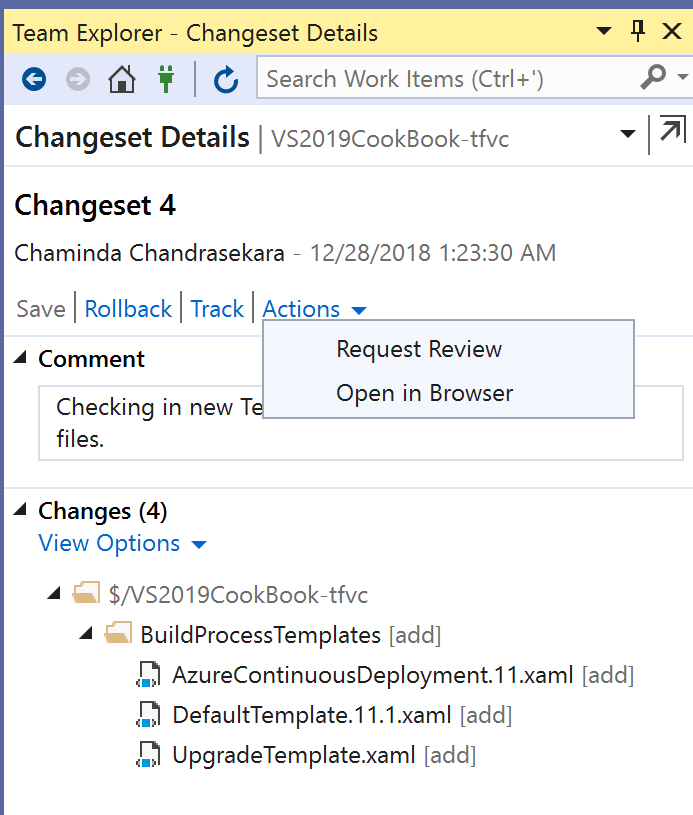 Team Explorer - Changeset Details
Search Work Items (Ctrl+')
Changeset Details | VS2019CookBook-tfvc
Changeset 4
Chaminda Chandrasekara - 12/28/2018 1:23:30 AM
Save | Rollback | Track | Actions
Request Review
Open in Browser
Comment
Checking in new
files.
Changes (4)
View Options
$/VS2019CookBook-tfvc
BuildProcessTemplates [add]
AzureContinuousDeployment.11.xaml [add]
DefaultTemplate.11.1.xaml [add]
UpgradeTemplate.xaml [add]